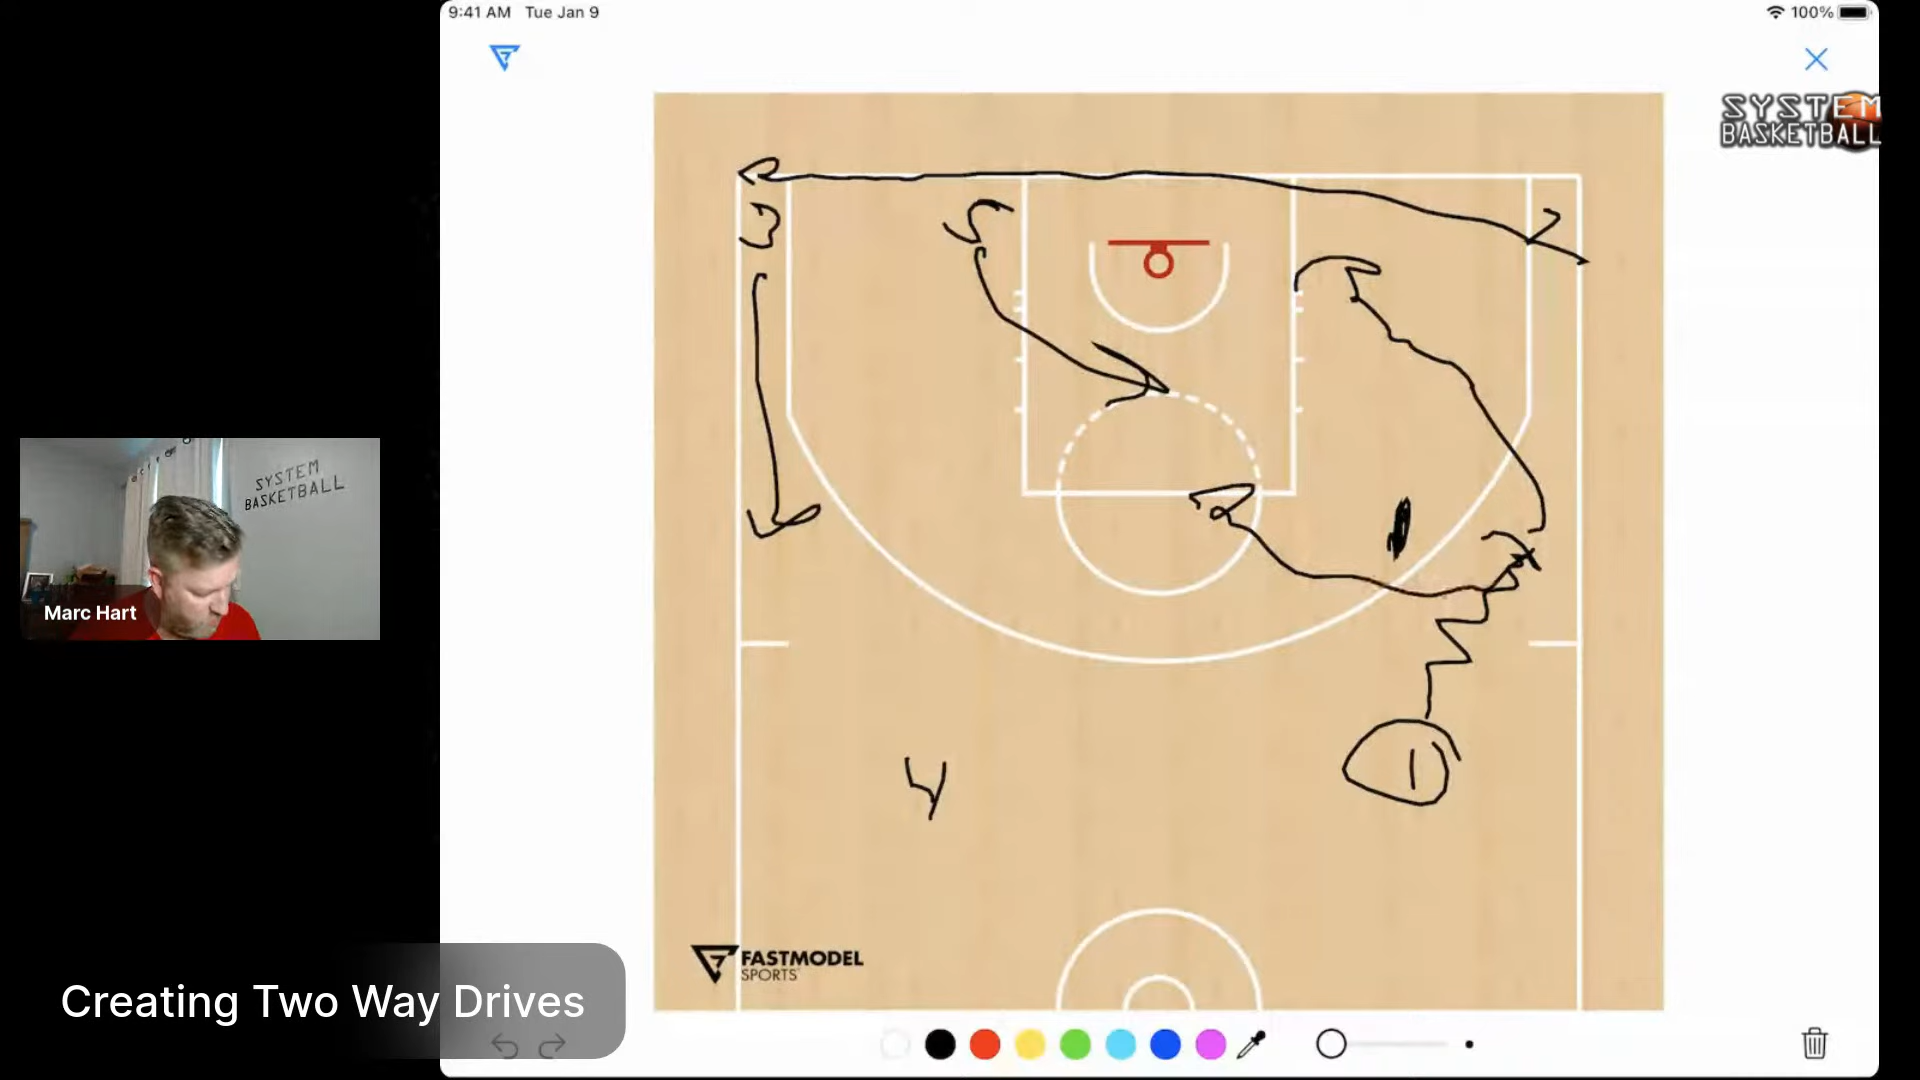 9:41 AM Tue Jan 9
100%
SYSTEM
BASKETBALL
3
5
2
SYSTEM
BASKETBALL
Marc Hart
1
4
FASTMODEL
SPORTS
Creating Two Way Drives